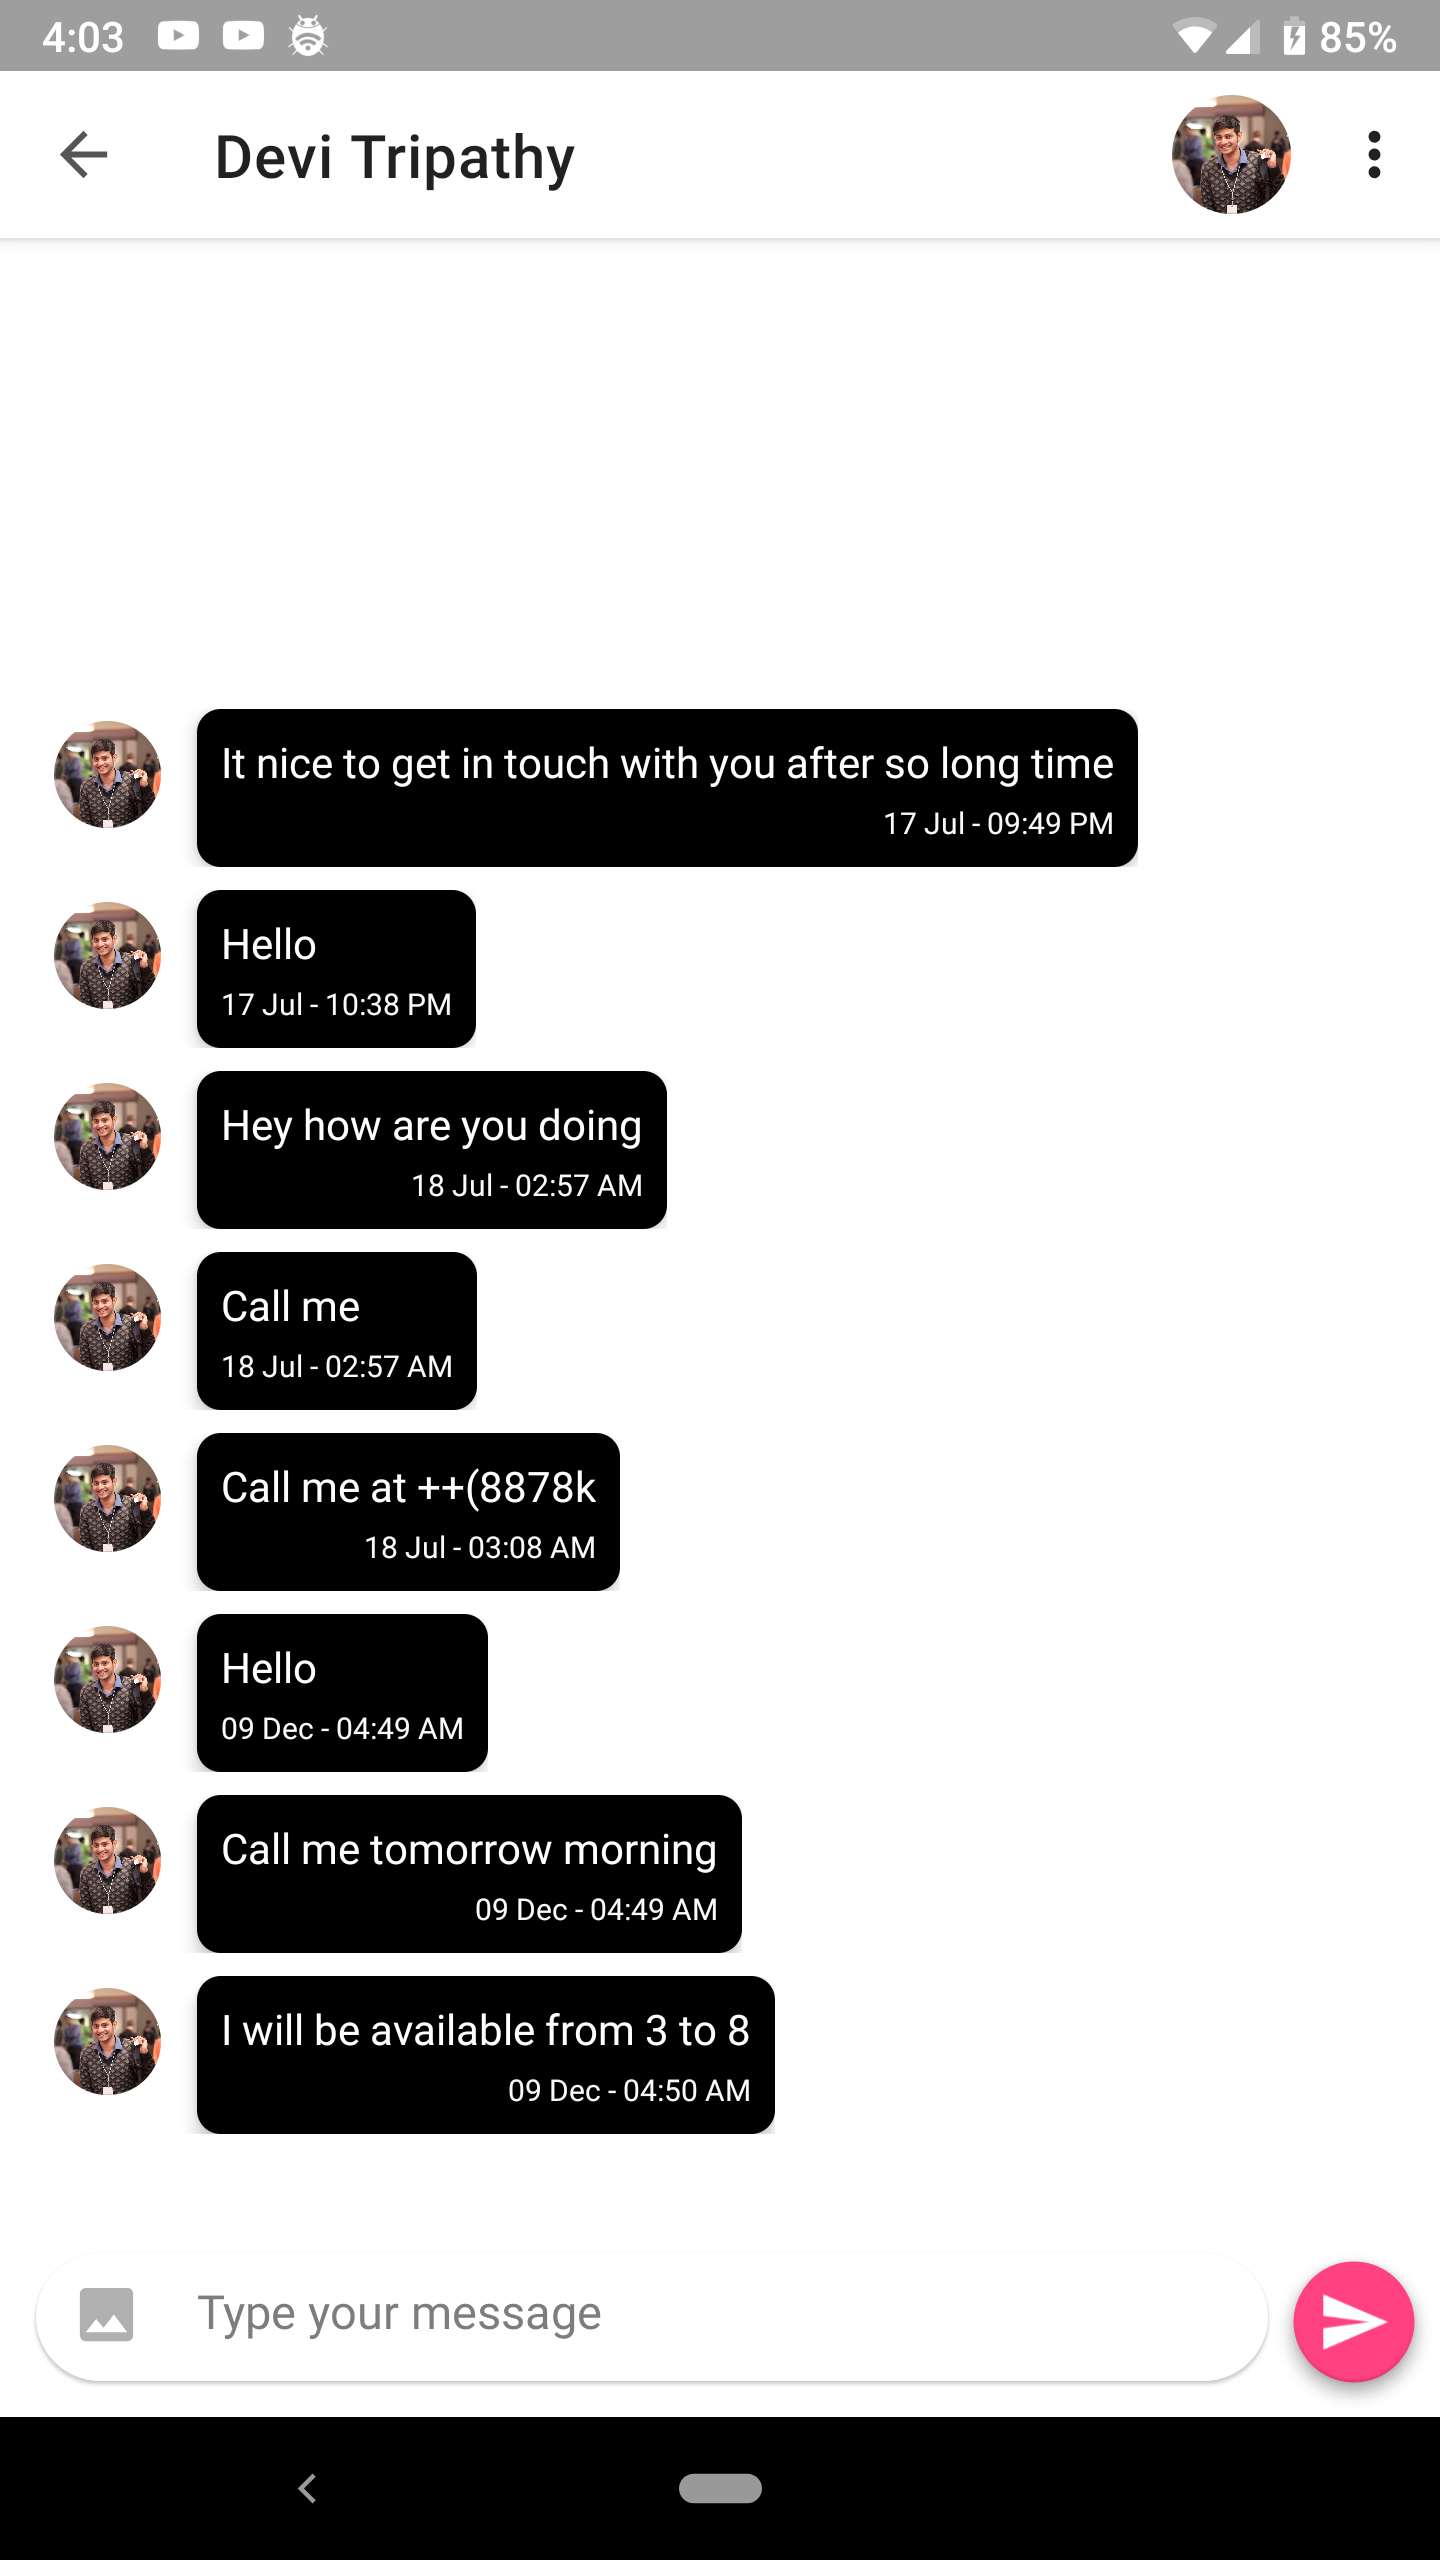 4:03
85%
Devi Tripathy
It nice to get in touch with you after so long time
17 Jul - 09:49 PM
Hello
17 Jul - 10:38 PM
Hey how are you doing
18 Jul - 02:57 AM
Call me
18 Jul - 02:57 AM
Call me at ++(8878k
18 Jul - 03:08 AM
Hello
09 Dec - 04:49 AM
Call me tomorrow morning
09 Dec - 04:49 AM
I will be available from 3 to 8
09 Dec - 04:50 AM
Type your message